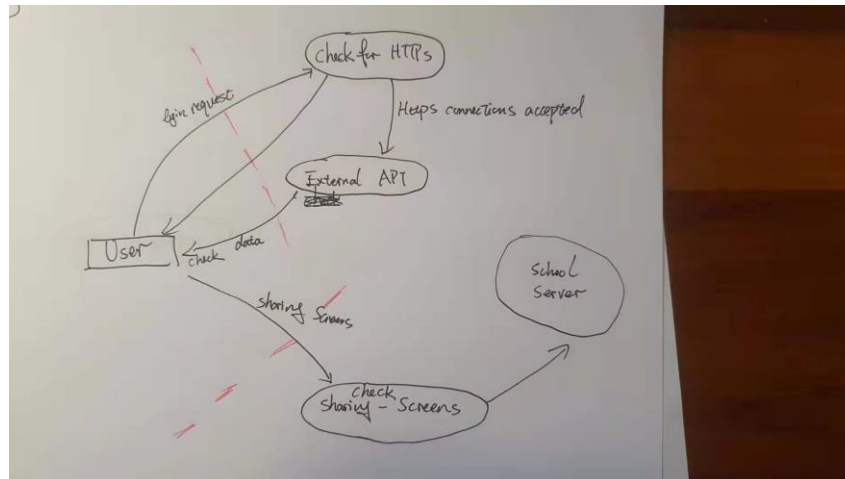 Check for HTTPs
login request
Https connections accepted
External API
User
check data
sharing Screens
School
Server
check
Sharing - Screens